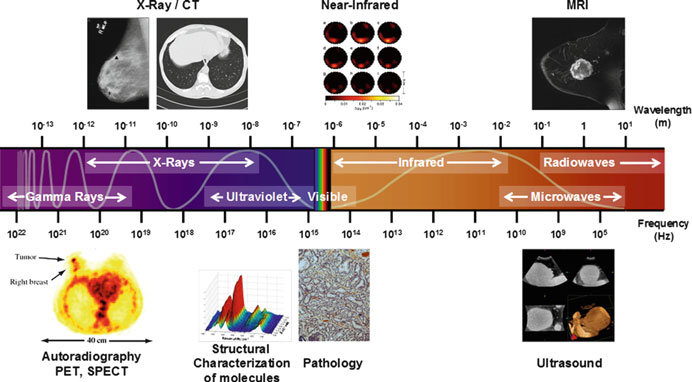 X-Ray / CT
Near-Infrared
MRI
Wavelength
(m)
10-13 10-12 10-11 10-10 10-9 10-8 10-7 10-6 10-5 10-4 10-3 10-2 10-1 1 101
X-Rays
Infrared
Radiowaves
Gamma Rays
Ultraviolet
Visible
Microwaves
1022 1021 1020 1019 1018 1017 1016 1015 1014 1013 1012 1011 1010 109 105
Frequency
(Hz)
Tumor
Right breast
40 cm
Autoradiography
PET, SPECT
Structural
Characterization
of molecules
Pathology
Ultrasound